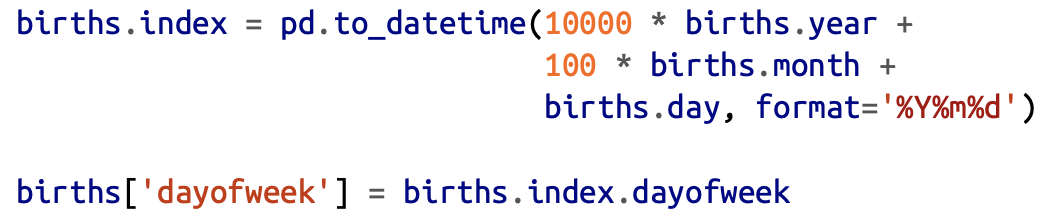 births.index = pd.to_datetime(10000 * births.year +
                              100 * births.month +
                              births.day, format='%Y%m%d')
births['dayofweek'] = births.index.dayofweek